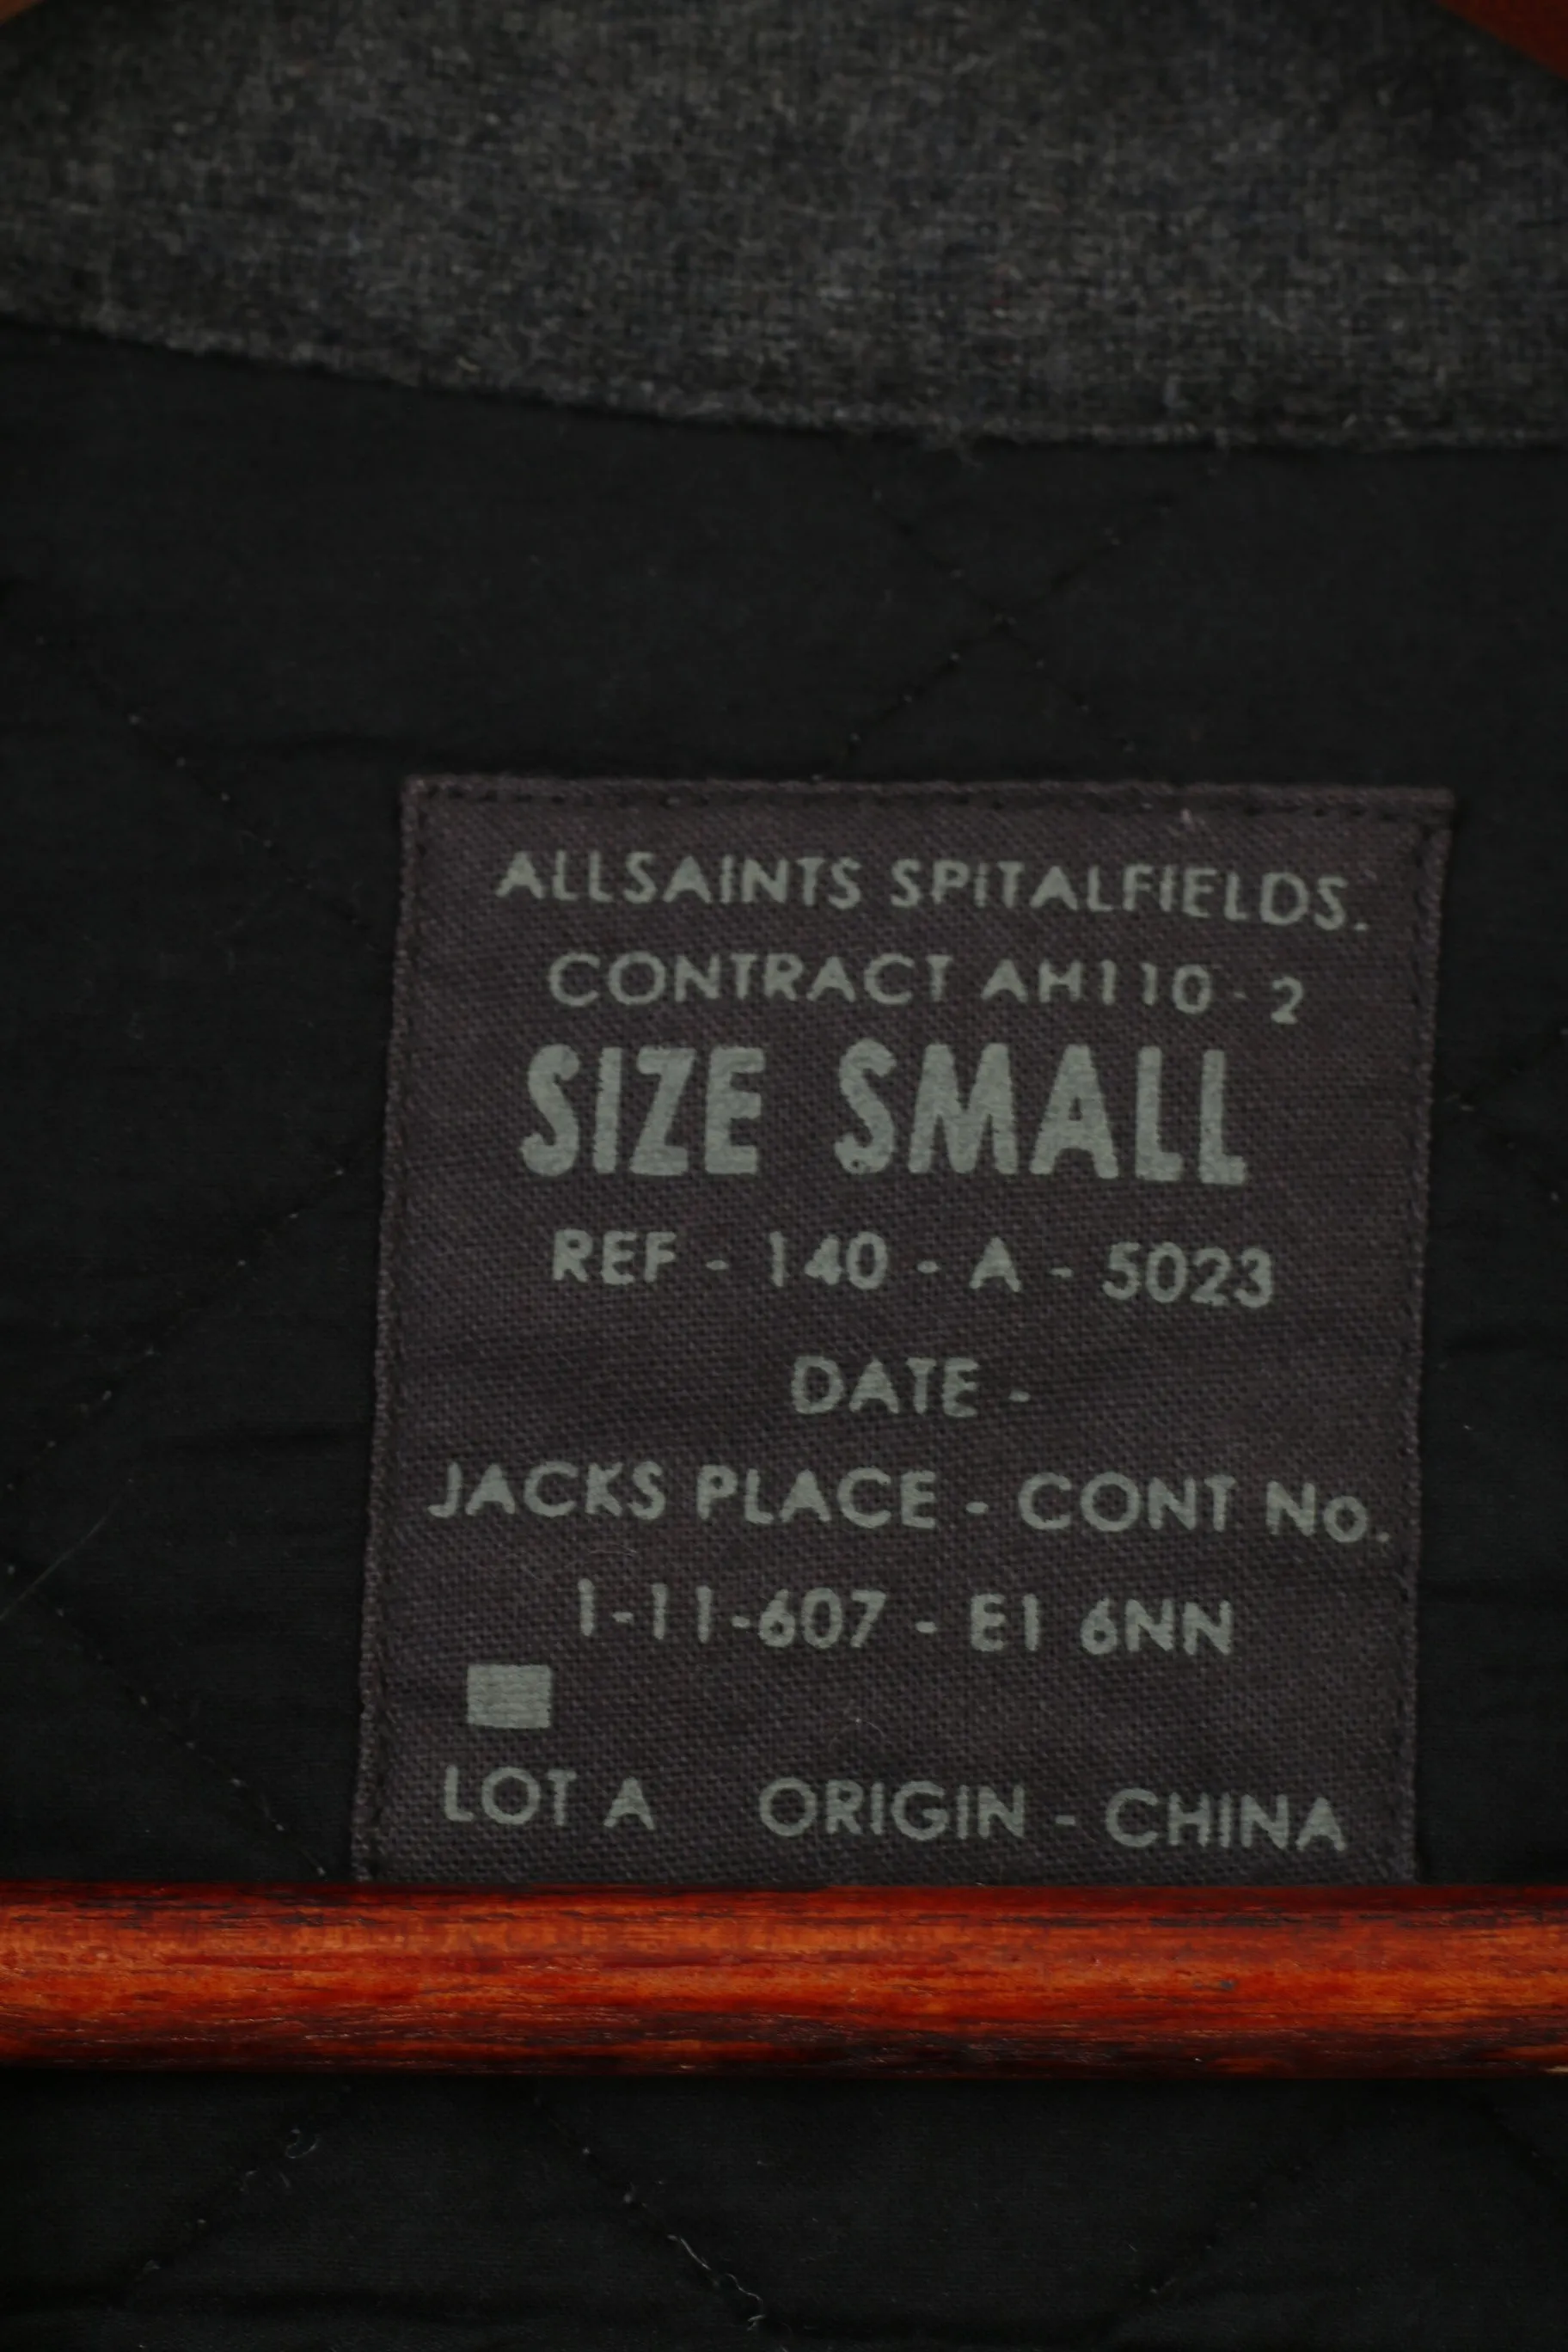 ALLSAINTS SPITALFIELDS.
CONTRACT AH110 - 2
SIZE SMALL
REF - 140 - A - 5023
DATE -
JACKS PLACE - CONT No.
1-11-607 - E1 6NN
LOT A ORIGIN - CHINA